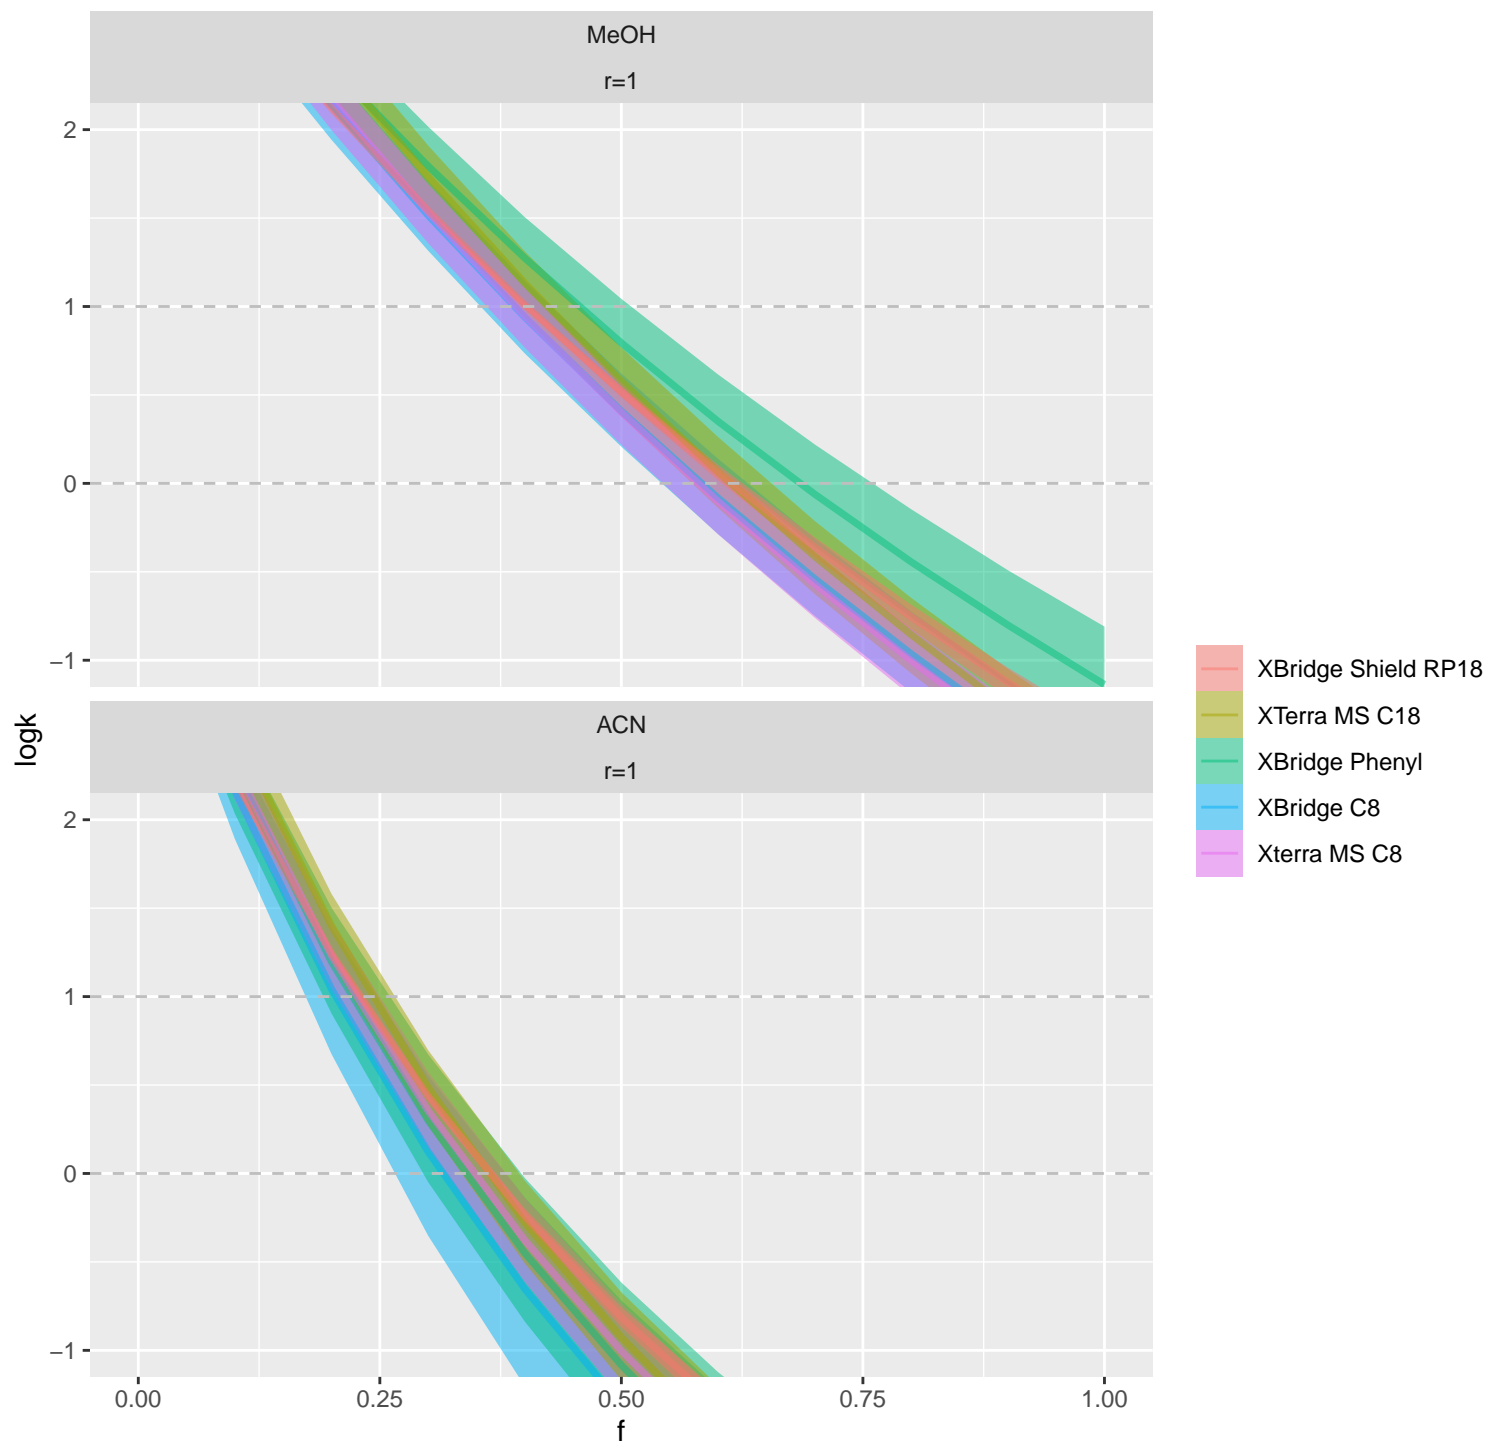 MeOH
r=1
2
1
0
−1
ACN
r=1
2
1
0
−1
0.00 0.25 0.50 0.75 1.00
f
logk
XBridge Shield RP18
XTerra MS C18
XBridge Phenyl
XBridge C8
Xterra MS C8